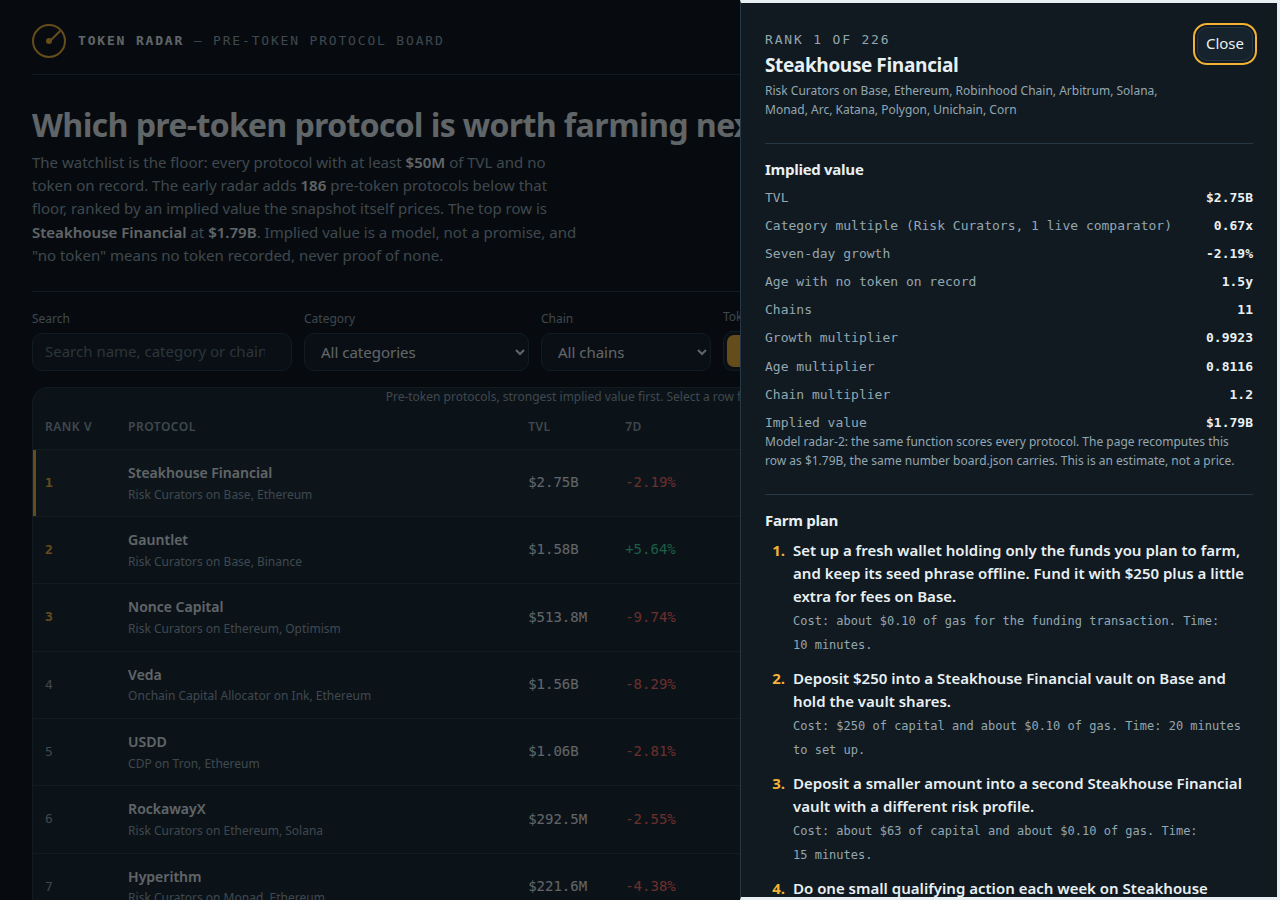 TOKEN RADAR — PRE-TOKEN PROTOCOL BOARD
Which pre-token protocol is worth farming nex
The watchlist is the floor: every protocol with at least $50M of TVL and no
token on record. The early radar adds 186 pre-token protocols below that
floor, ranked by an implied value the snapshot itself prices. The top row is
Steakhouse Financial at $1.79B. Implied value is a model, not a promise, and
"no token" means no token recorded, never proof of none.
Search
Category
Chain
Tok
Search name, category or chain
All categories
All chains
Pre-token protocols, strongest implied value first. Select a row f
RANK V PROTOCOL TVL 7D
1 Steakhouse Financial $2.75B -2.19%
Risk Curators on Base, Ethereum
2 Gauntlet $1.58B +5.64%
Risk Curators on Base, Binance
3 Nonce Capital $513.8M -9.74%
Risk Curators on Ethereum, Optimism
4 Veda $1.56B -8.29%
Onchain Capital Allocator on Ink, Ethereum
5 USDD $1.06B -2.81%
CDP on Tron, Ethereum
6 RockawayX $292.5M -2.55%
Risk Curators on Ethereum, Solana
7 Hyperithm $221.6M -4.38%
Risk Curators on Monad, Ethereum
RANK 1 OF 226
Close
Steakhouse Financial
Risk Curators on Base, Ethereum, Robinhood Chain, Arbitrum, Solana,
Monad, Arc, Katana, Polygon, Unichain, Corn
Implied value
TVL $2.75B
Category multiple (Risk Curators, 1 live comparator) 0.67x
Seven-day growth -2.19%
Age with no token on record 1.5y
Chains 11
Growth multiplier 0.9923
Age multiplier 0.8116
Chain multiplier 1.2
Implied value $1.79B
Model radar-2: the same function scores every protocol. The page recomputes this
row as $1.79B, the same number board.json carries. This is an estimate, not a price.
Farm plan
1. Set up a fresh wallet holding only the funds you plan to farm,
and keep its seed phrase offline. Fund it with $250 plus a little
extra for fees on Base.
Cost: about $0.10 of gas for the funding transaction. Time:
10 minutes.
2. Deposit $250 into a Steakhouse Financial vault on Base and
hold the vault shares.
Cost: $250 of capital and about $0.10 of gas. Time: 20 minutes
to set up.
3. Deposit a smaller amount into a second Steakhouse Financial
vault with a different risk profile.
Cost: about $63 of capital and about $0.10 of gas. Time:
15 minutes.
4. Do one small qualifying action each week on Steakhouse